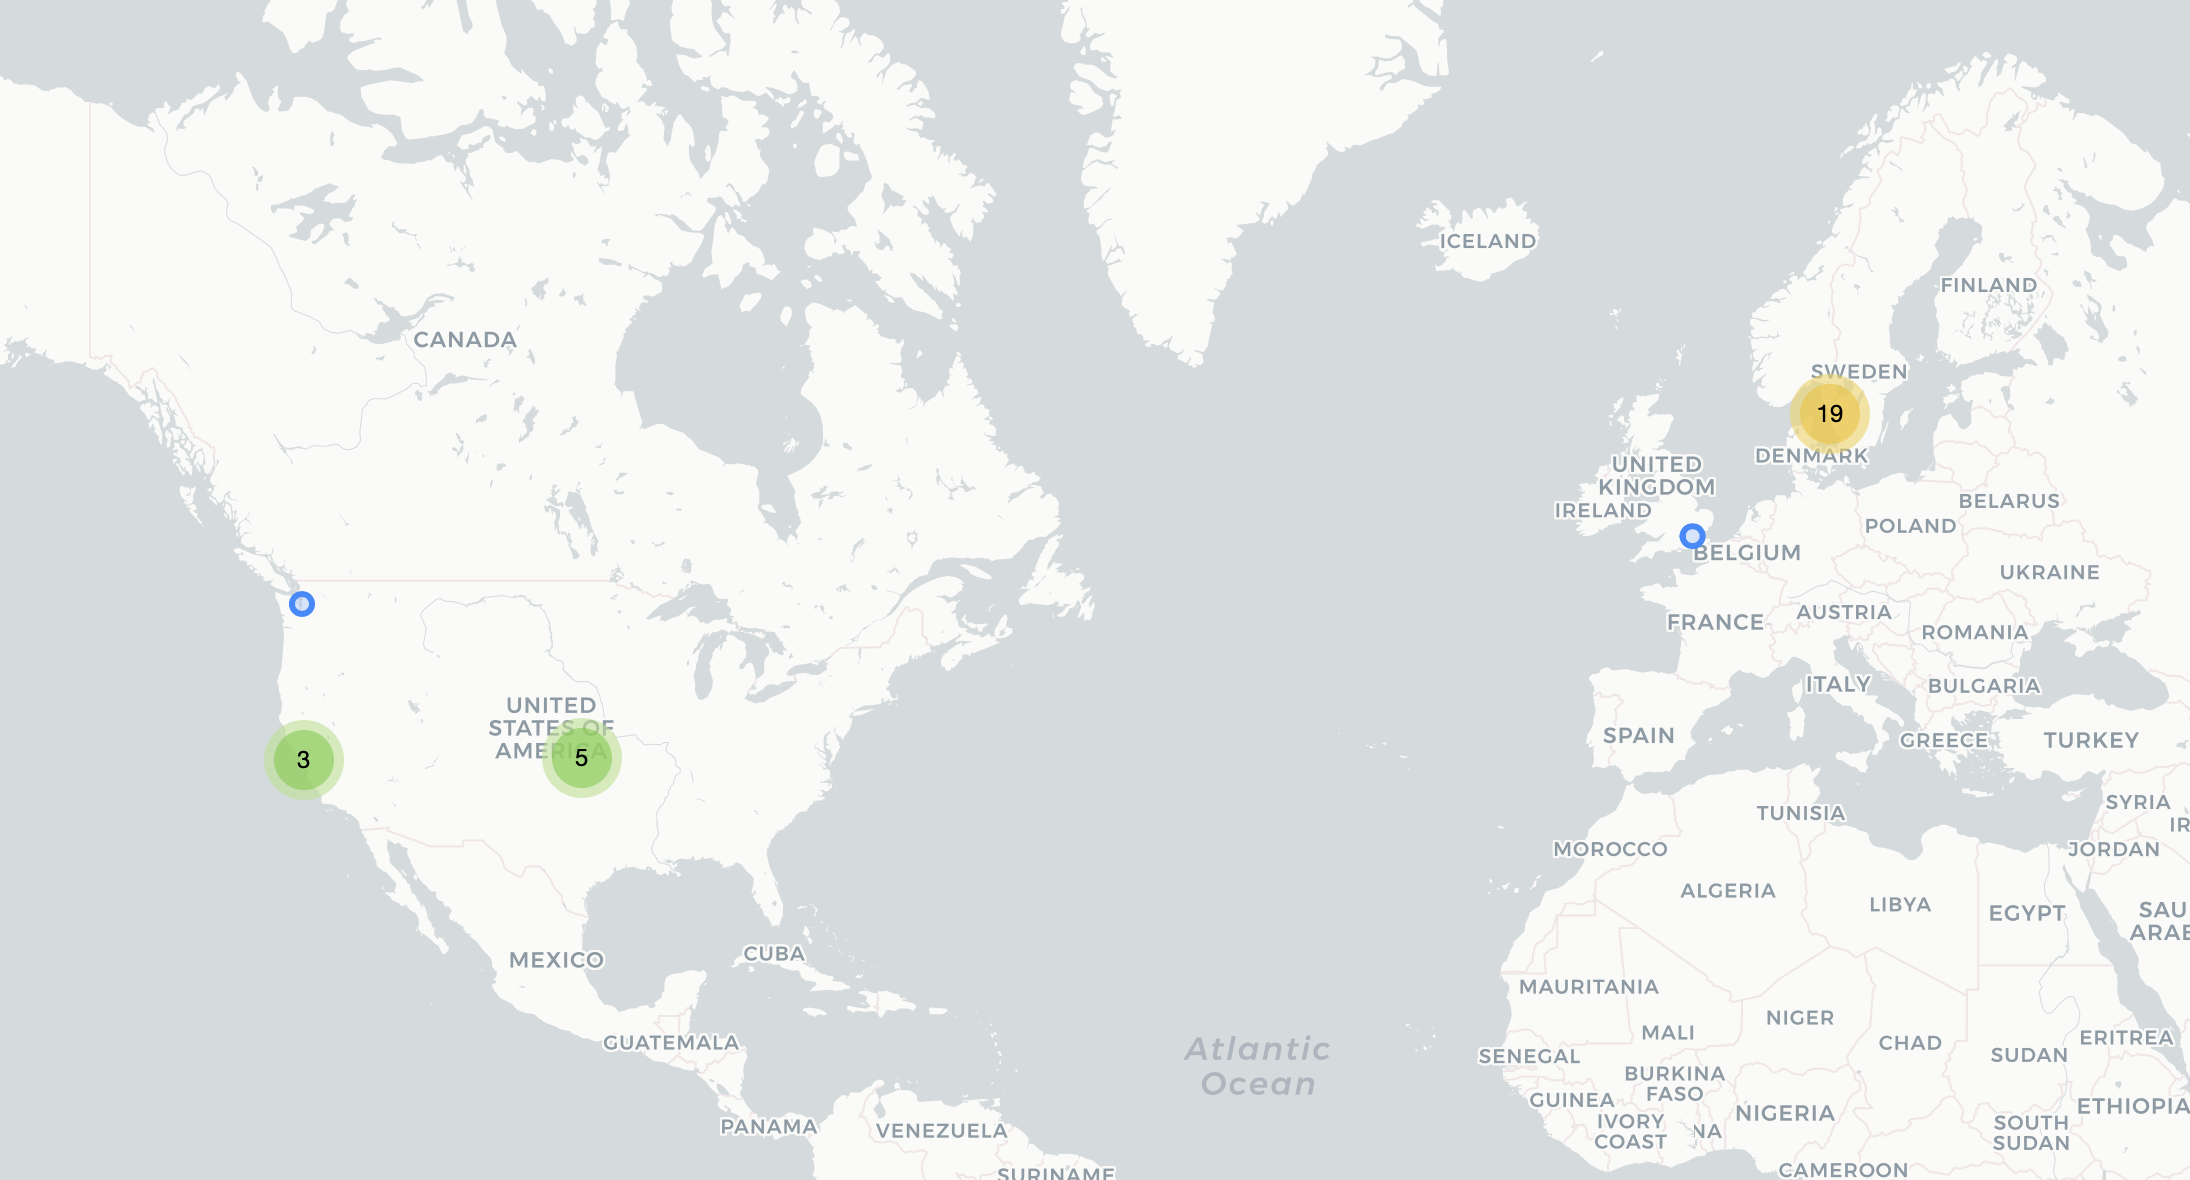 ICELAND
FINLAND
CANADA
SWEDEN
19
DENMARK
UNITED
KINGDOM
IRELAND
BELARUS
POLAND
BELGIUM
UKRAINE
AUSTRIA
FRANCE
ROMANIA
ITALY
BULGARIA
UNITED
STATES OF
AMERICA
3
5
SPAIN
GREECE
TURKEY
SYRIA
TUNISIA
IR
MOROCCO
JORDAN
ALGERIA
LIBYA
EGYPT
SAU
ARAB
CUBA
MEXICO
MAURITANIA
NIGER
MALI
GUATEMALA
CHAD
ERITREA
Atlantic
Ocean
SENEGAL
SUDAN
BURKINA
FASO
GUINEA
NIGERIA
ETHIOPIA
IVORY
COAST
NA
SOUTH
SUDAN
PANAMA
VENEZUELA
CAMEROON
SURINAME